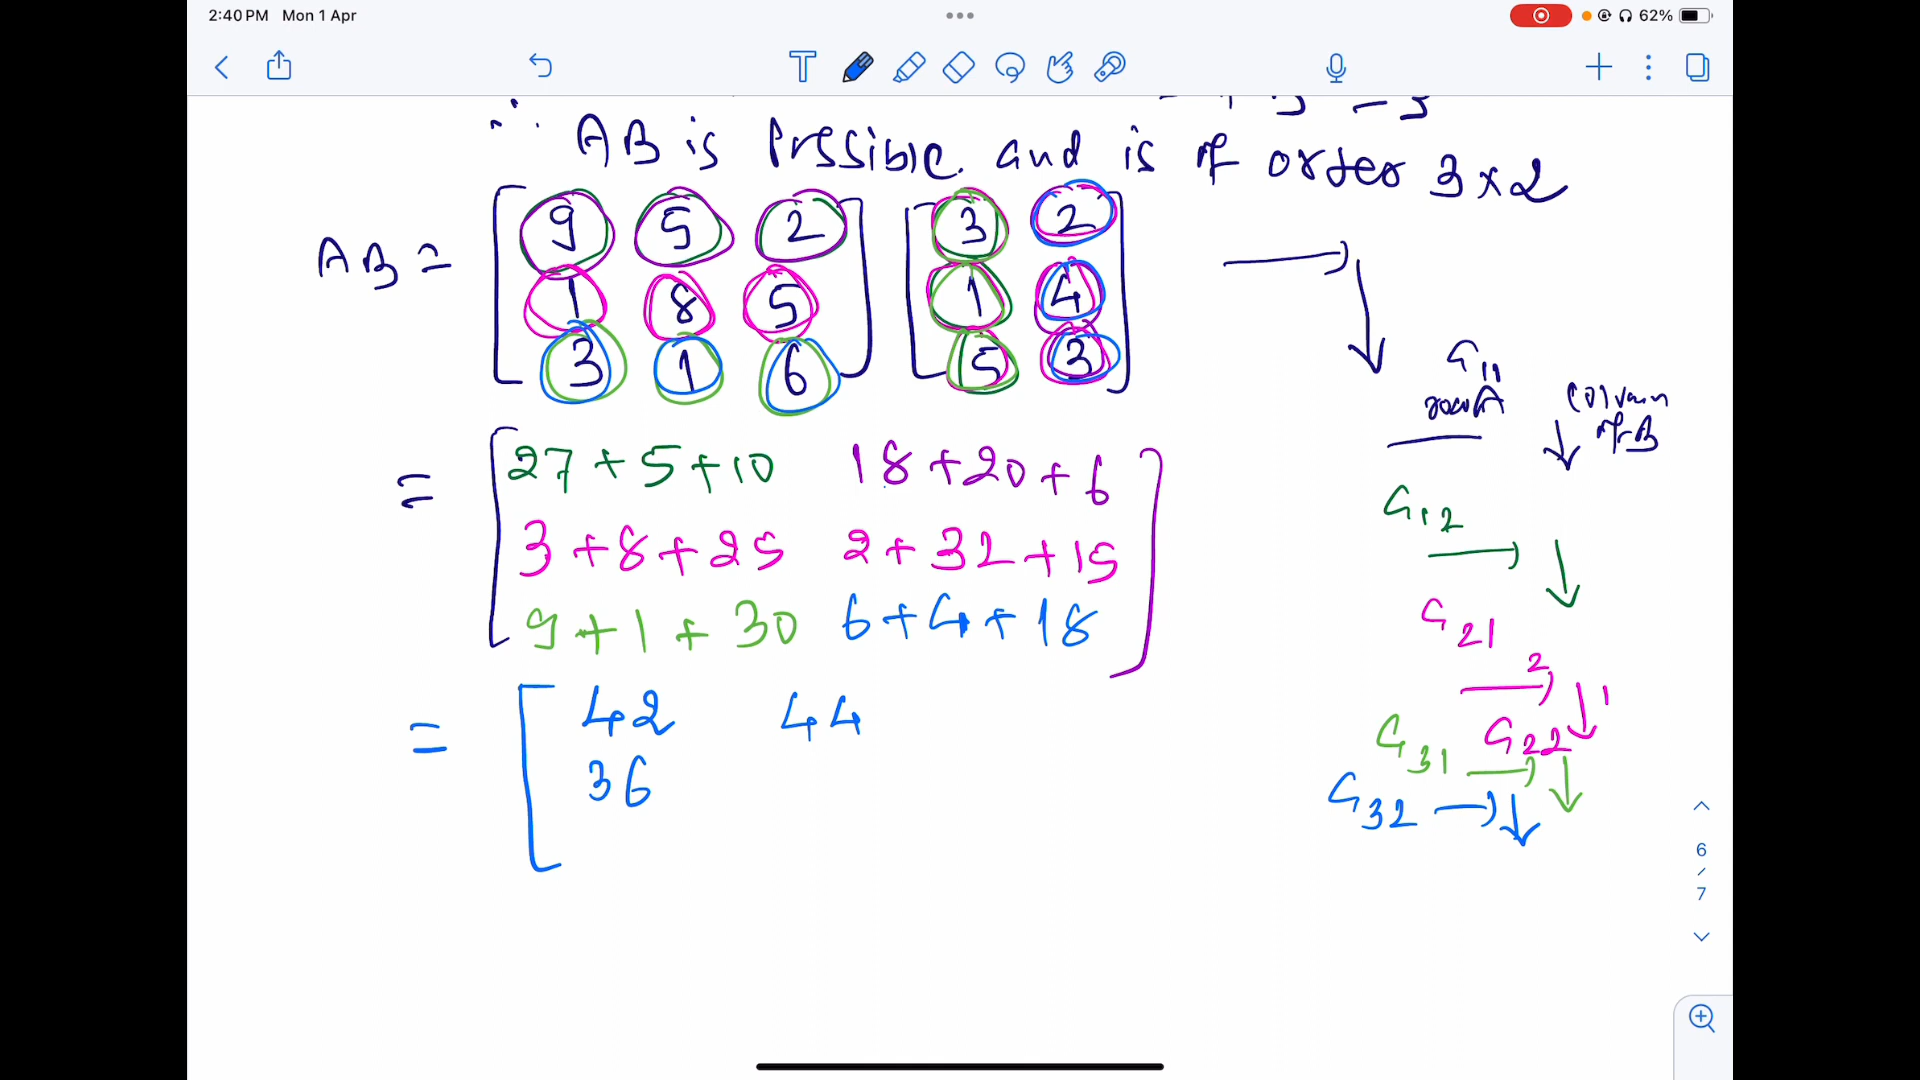 2:40 PM Mon 1 Apr 62%
∴ AB is Possible. and is of order 3 x 2
AB = [9 5 2] [3 2]
[1 8 5] [1 4]
[3 1 6] [5 3]
= [27 + 5 + 10 18 + 20 + 6]
[3 + 8 + 25 2 + 32 + 15]
[9 + 1 + 30 6 + 4 + 18]
= [42 44
36
C11
row A
of B
C12
C21
2
1
C31 C22
C32
6
/
7